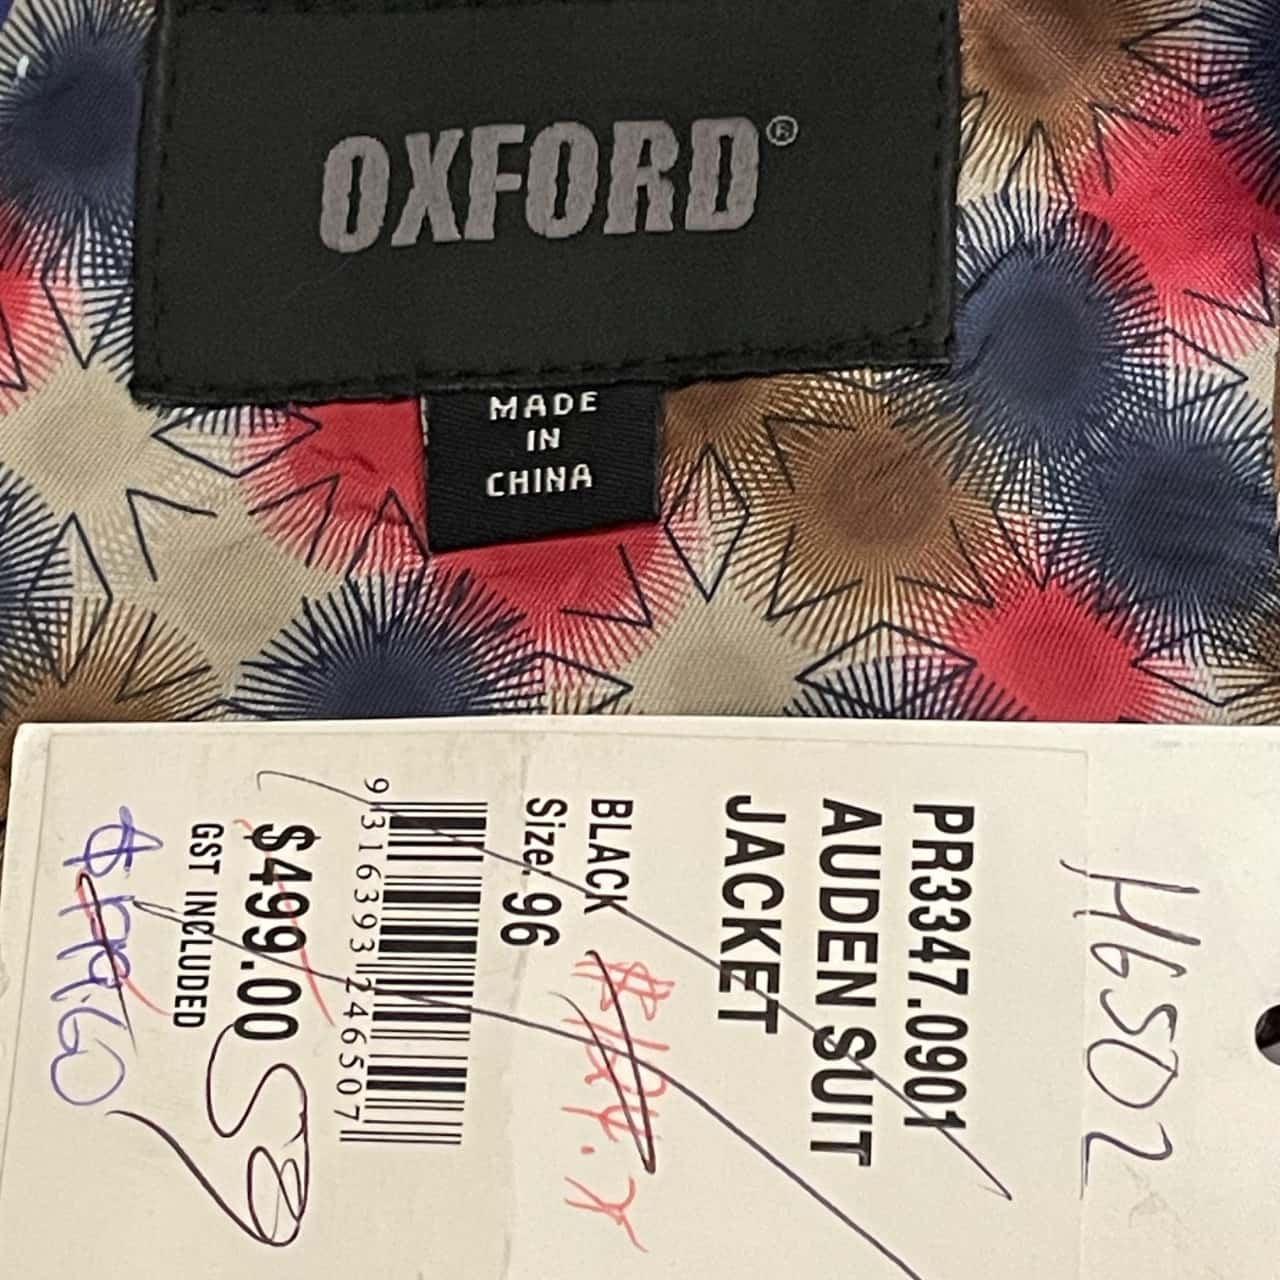 OXFORD®
MADE
IN
CHINA
H6502
PR3347.0901
AUDEN SUIT
JACKET
BLACK
Size: 96
9 316393 246507
$499.00
GST INCLUDED